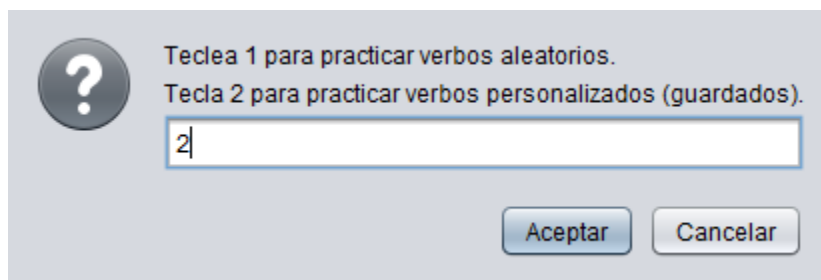 Teclea 1 para practicar verbos aleatorios.
Tecla 2 para practicar verbos personalizados (guardados).
2
Aceptar Cancelar